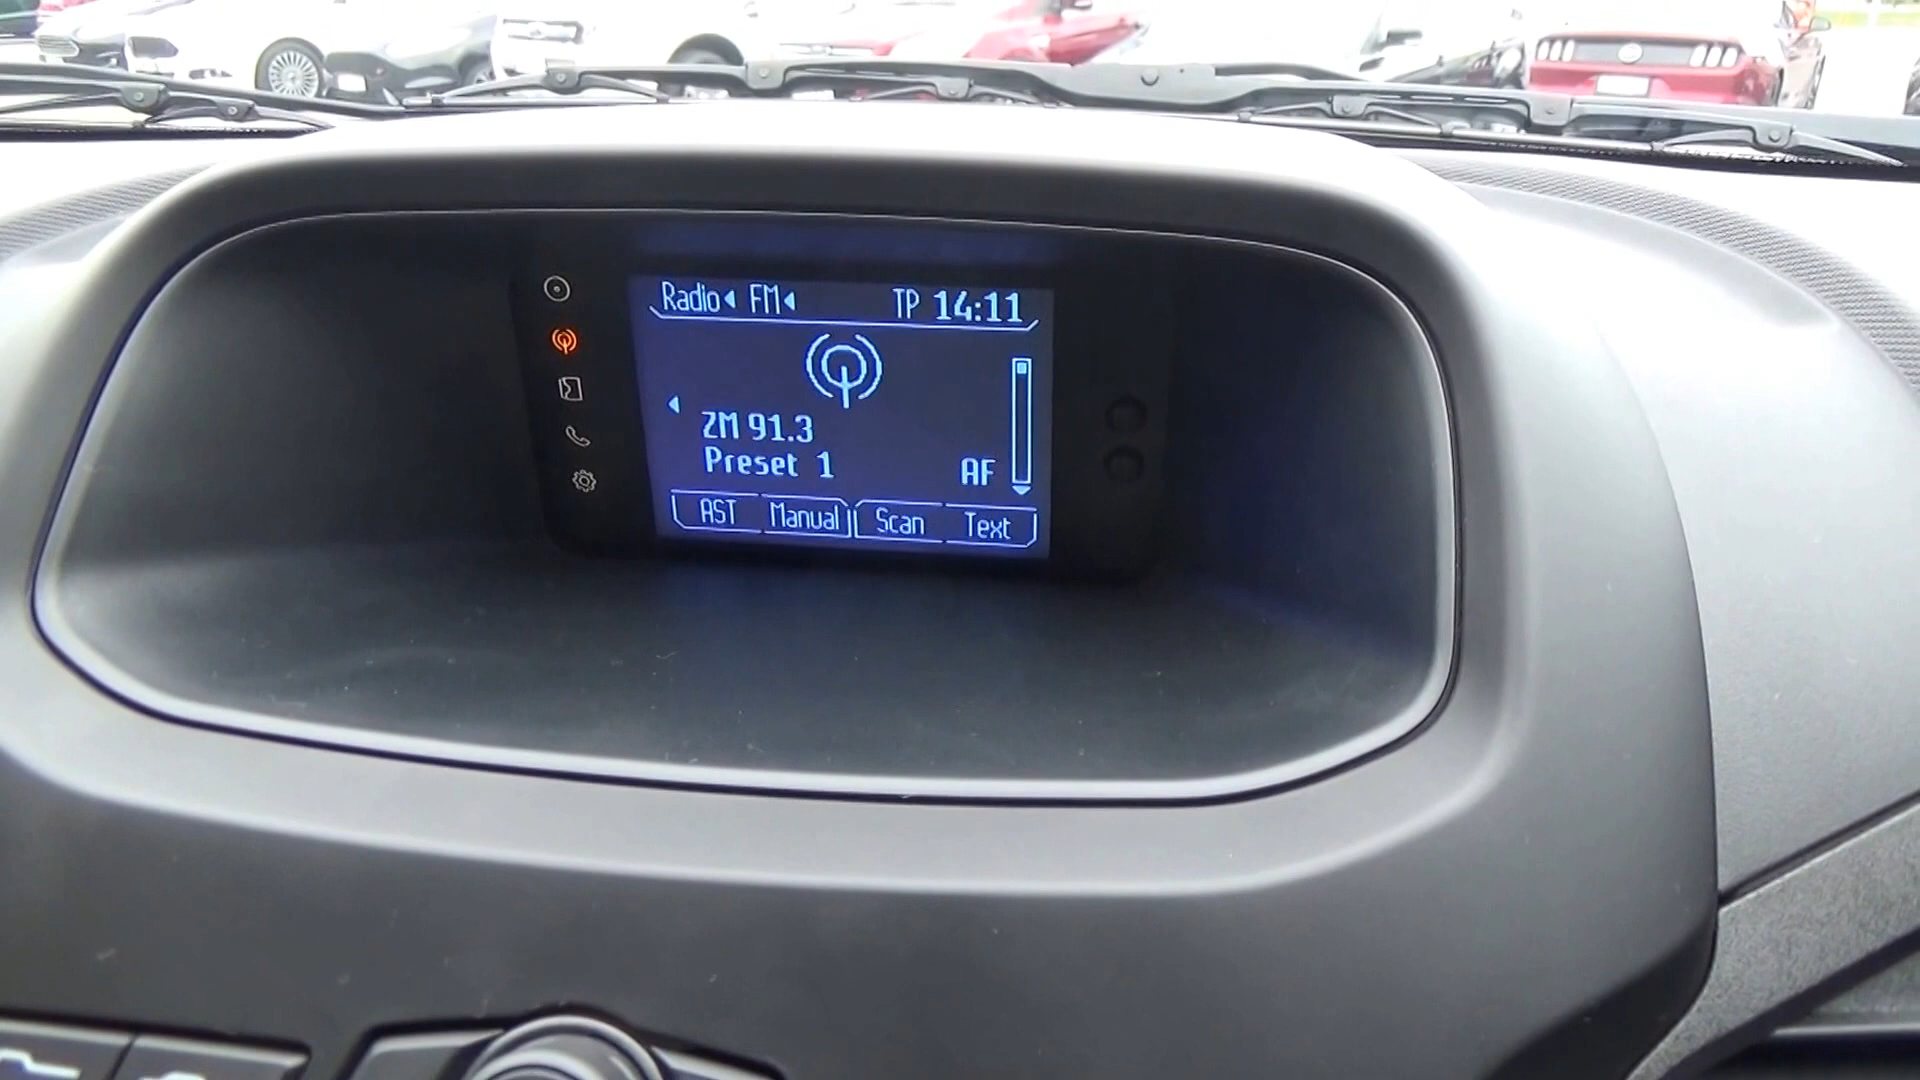 Radio FM TP 14:11
ZM 91.3
Preset 1 AF
AST Manual Scan Text